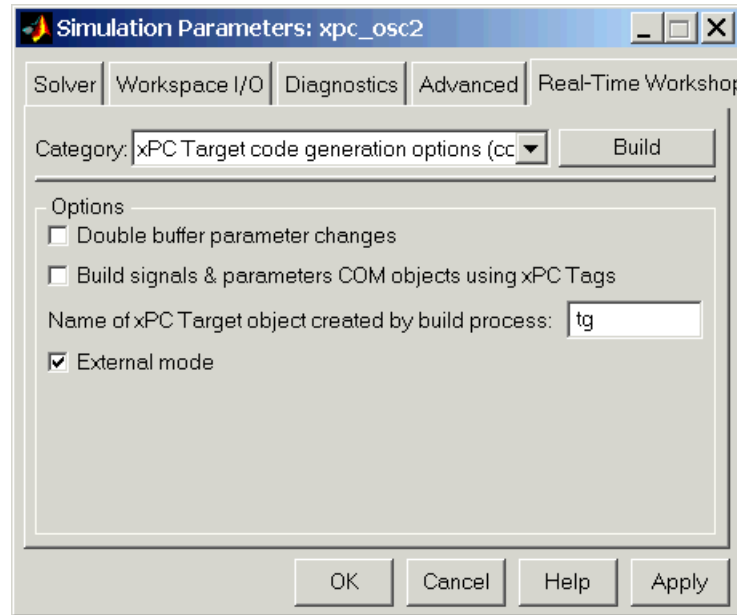 Simulation Parameters: xpc_osc2
Solver Workspace I/O Diagnostics Advanced Real-Time Workshop
Category: xPC Target code generation options (cc Build
Options
Double buffer parameter changes
Build signals & parameters COM objects using xPC Tags
Name of xPC Target object created by build process: tg
External mode
OK Cancel Help Apply